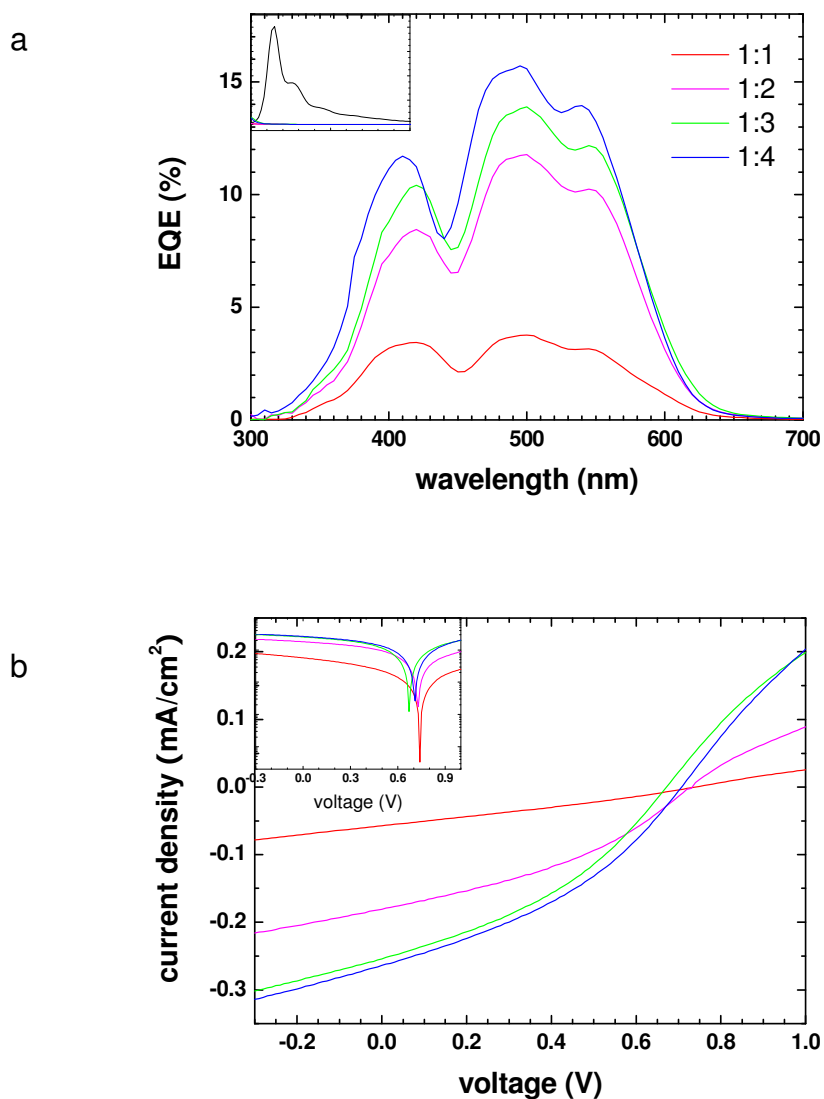 a
EQE (%)
15
10
5
0
1:1
1:2
1:3
1:4
300 400 500 600 700
wavelength (nm)
b
current density (mA/cm²)
0.2
0.1
0.0
-0.1
-0.2
-0.3
-0.3 0.0 0.3 0.6 0.9
voltage (V)
-0.2 0.0 0.2 0.4 0.6 0.8 1.0
voltage (V)